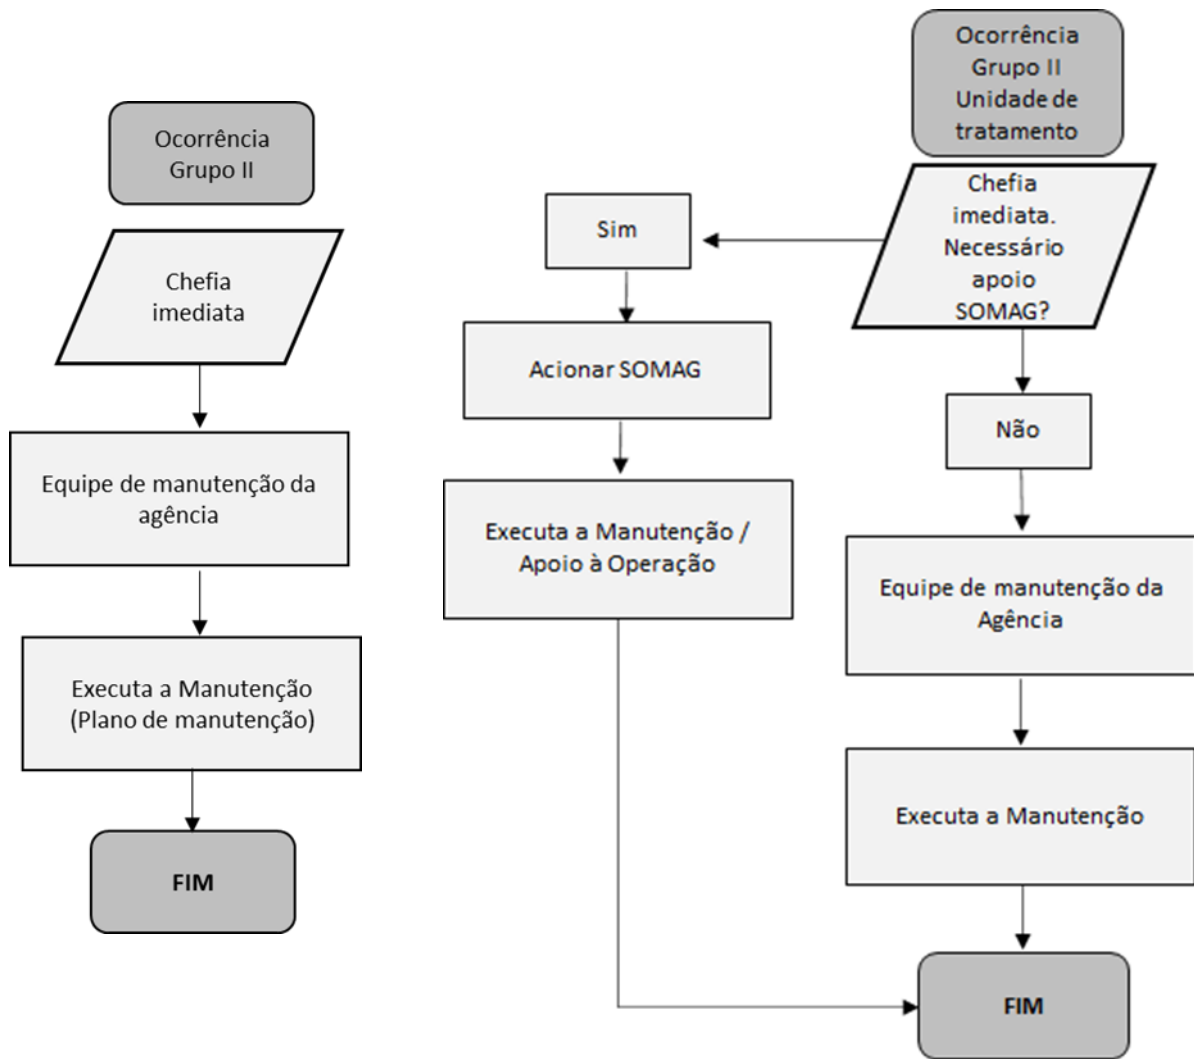 Ocorrência
Grupo II
Chefia
imediata
Equipe de manutenção da
agência
Executa a Manutenção
(Plano de manutenção)
FIM
Ocorrência
Grupo II
Unidade de
tratamento
Chefia
imediata.
Necessário
apoio
SOMAG?
Sim
Acionar SOMAG
Executa a Manutenção /
Apoio à Operação
Não
Equipe de manutenção da
Agência
Executa a Manutenção
FIM